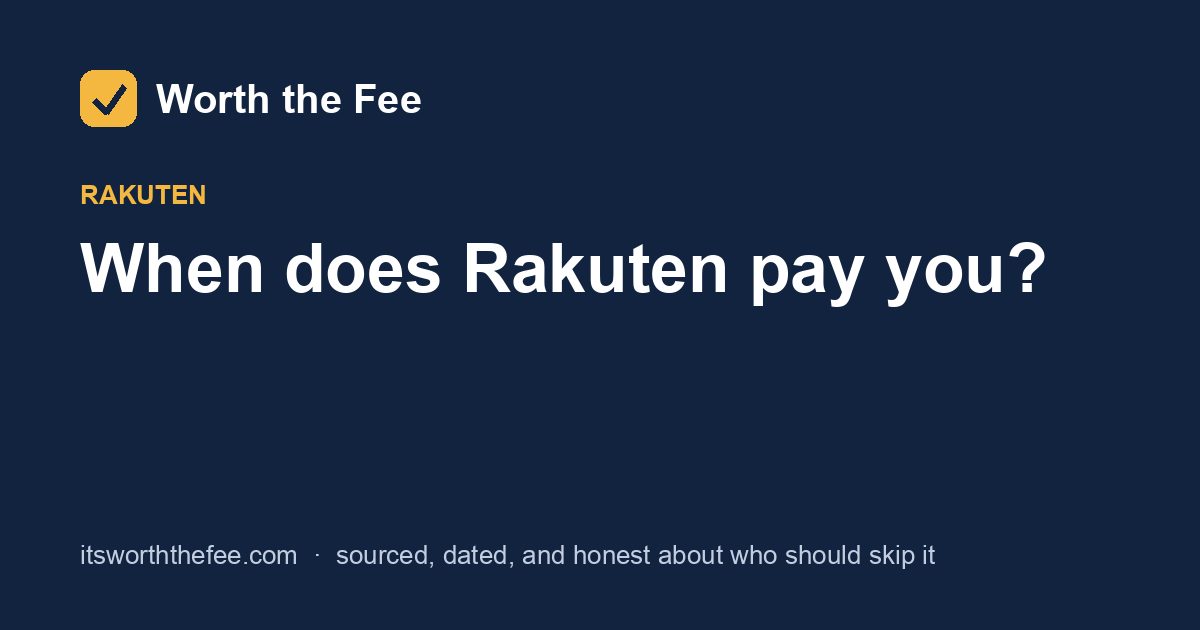 Worth the Fee
RAKUTEN
When does Rakuten pay you?
itsworththefee.com · sourced, dated, and honest about who should skip it